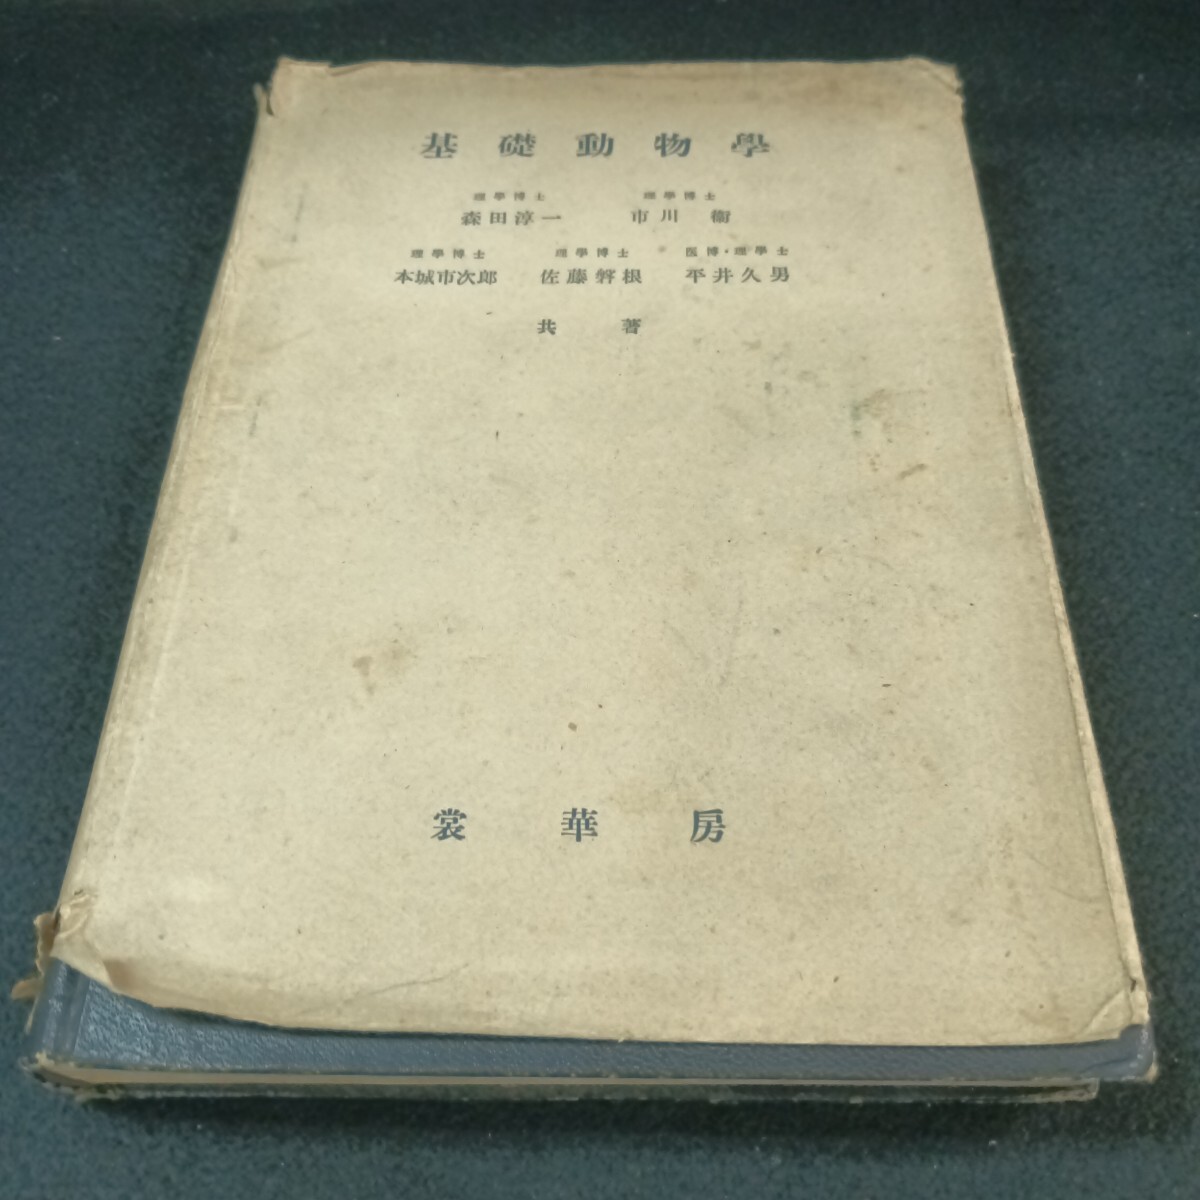 基礎動物學
理學博士 理學博士
森田淳一 市川衞
理學博士 理學博士 医博・理學士
本城市次郎 佐藤磐根 平井久男
共著
裳華房